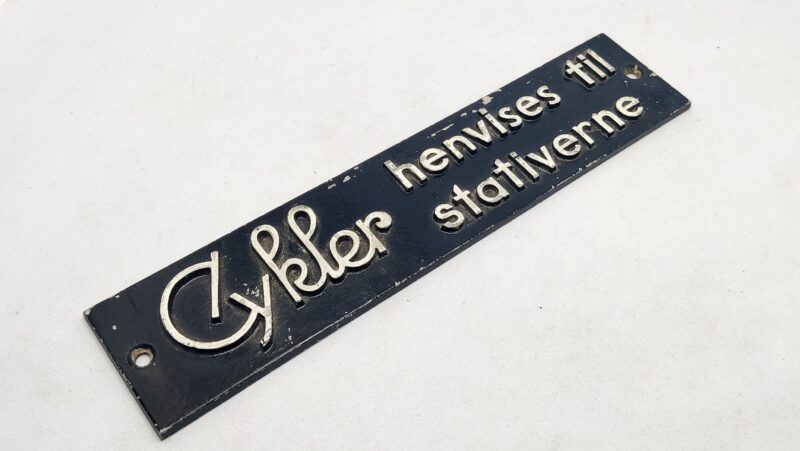 Cykler henvises til
stativerne